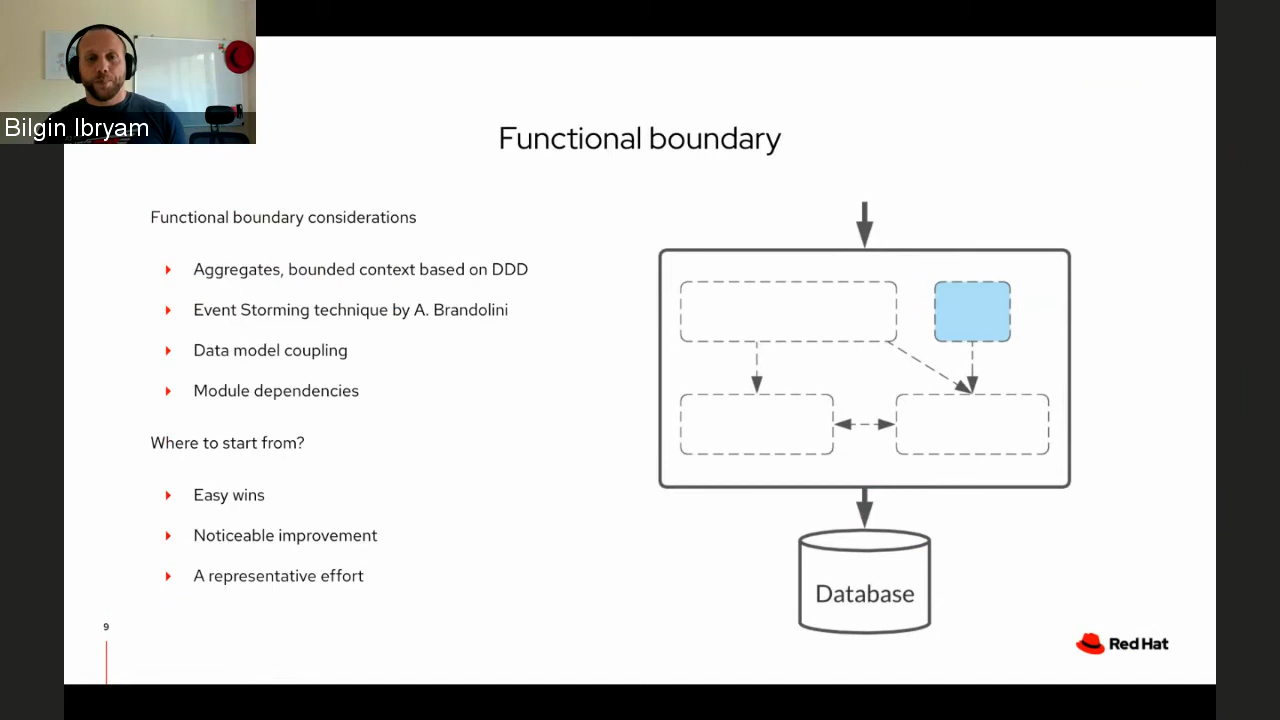 Bilgin Ibryam
Functional boundary
Functional boundary considerations
Aggregates, bounded context based on DDD
Event Storming technique by A. Brandolini
Data model coupling
Module dependencies
Where to start from?
Easy wins
Noticeable improvement
A representative effort
Database
9
Red Hat